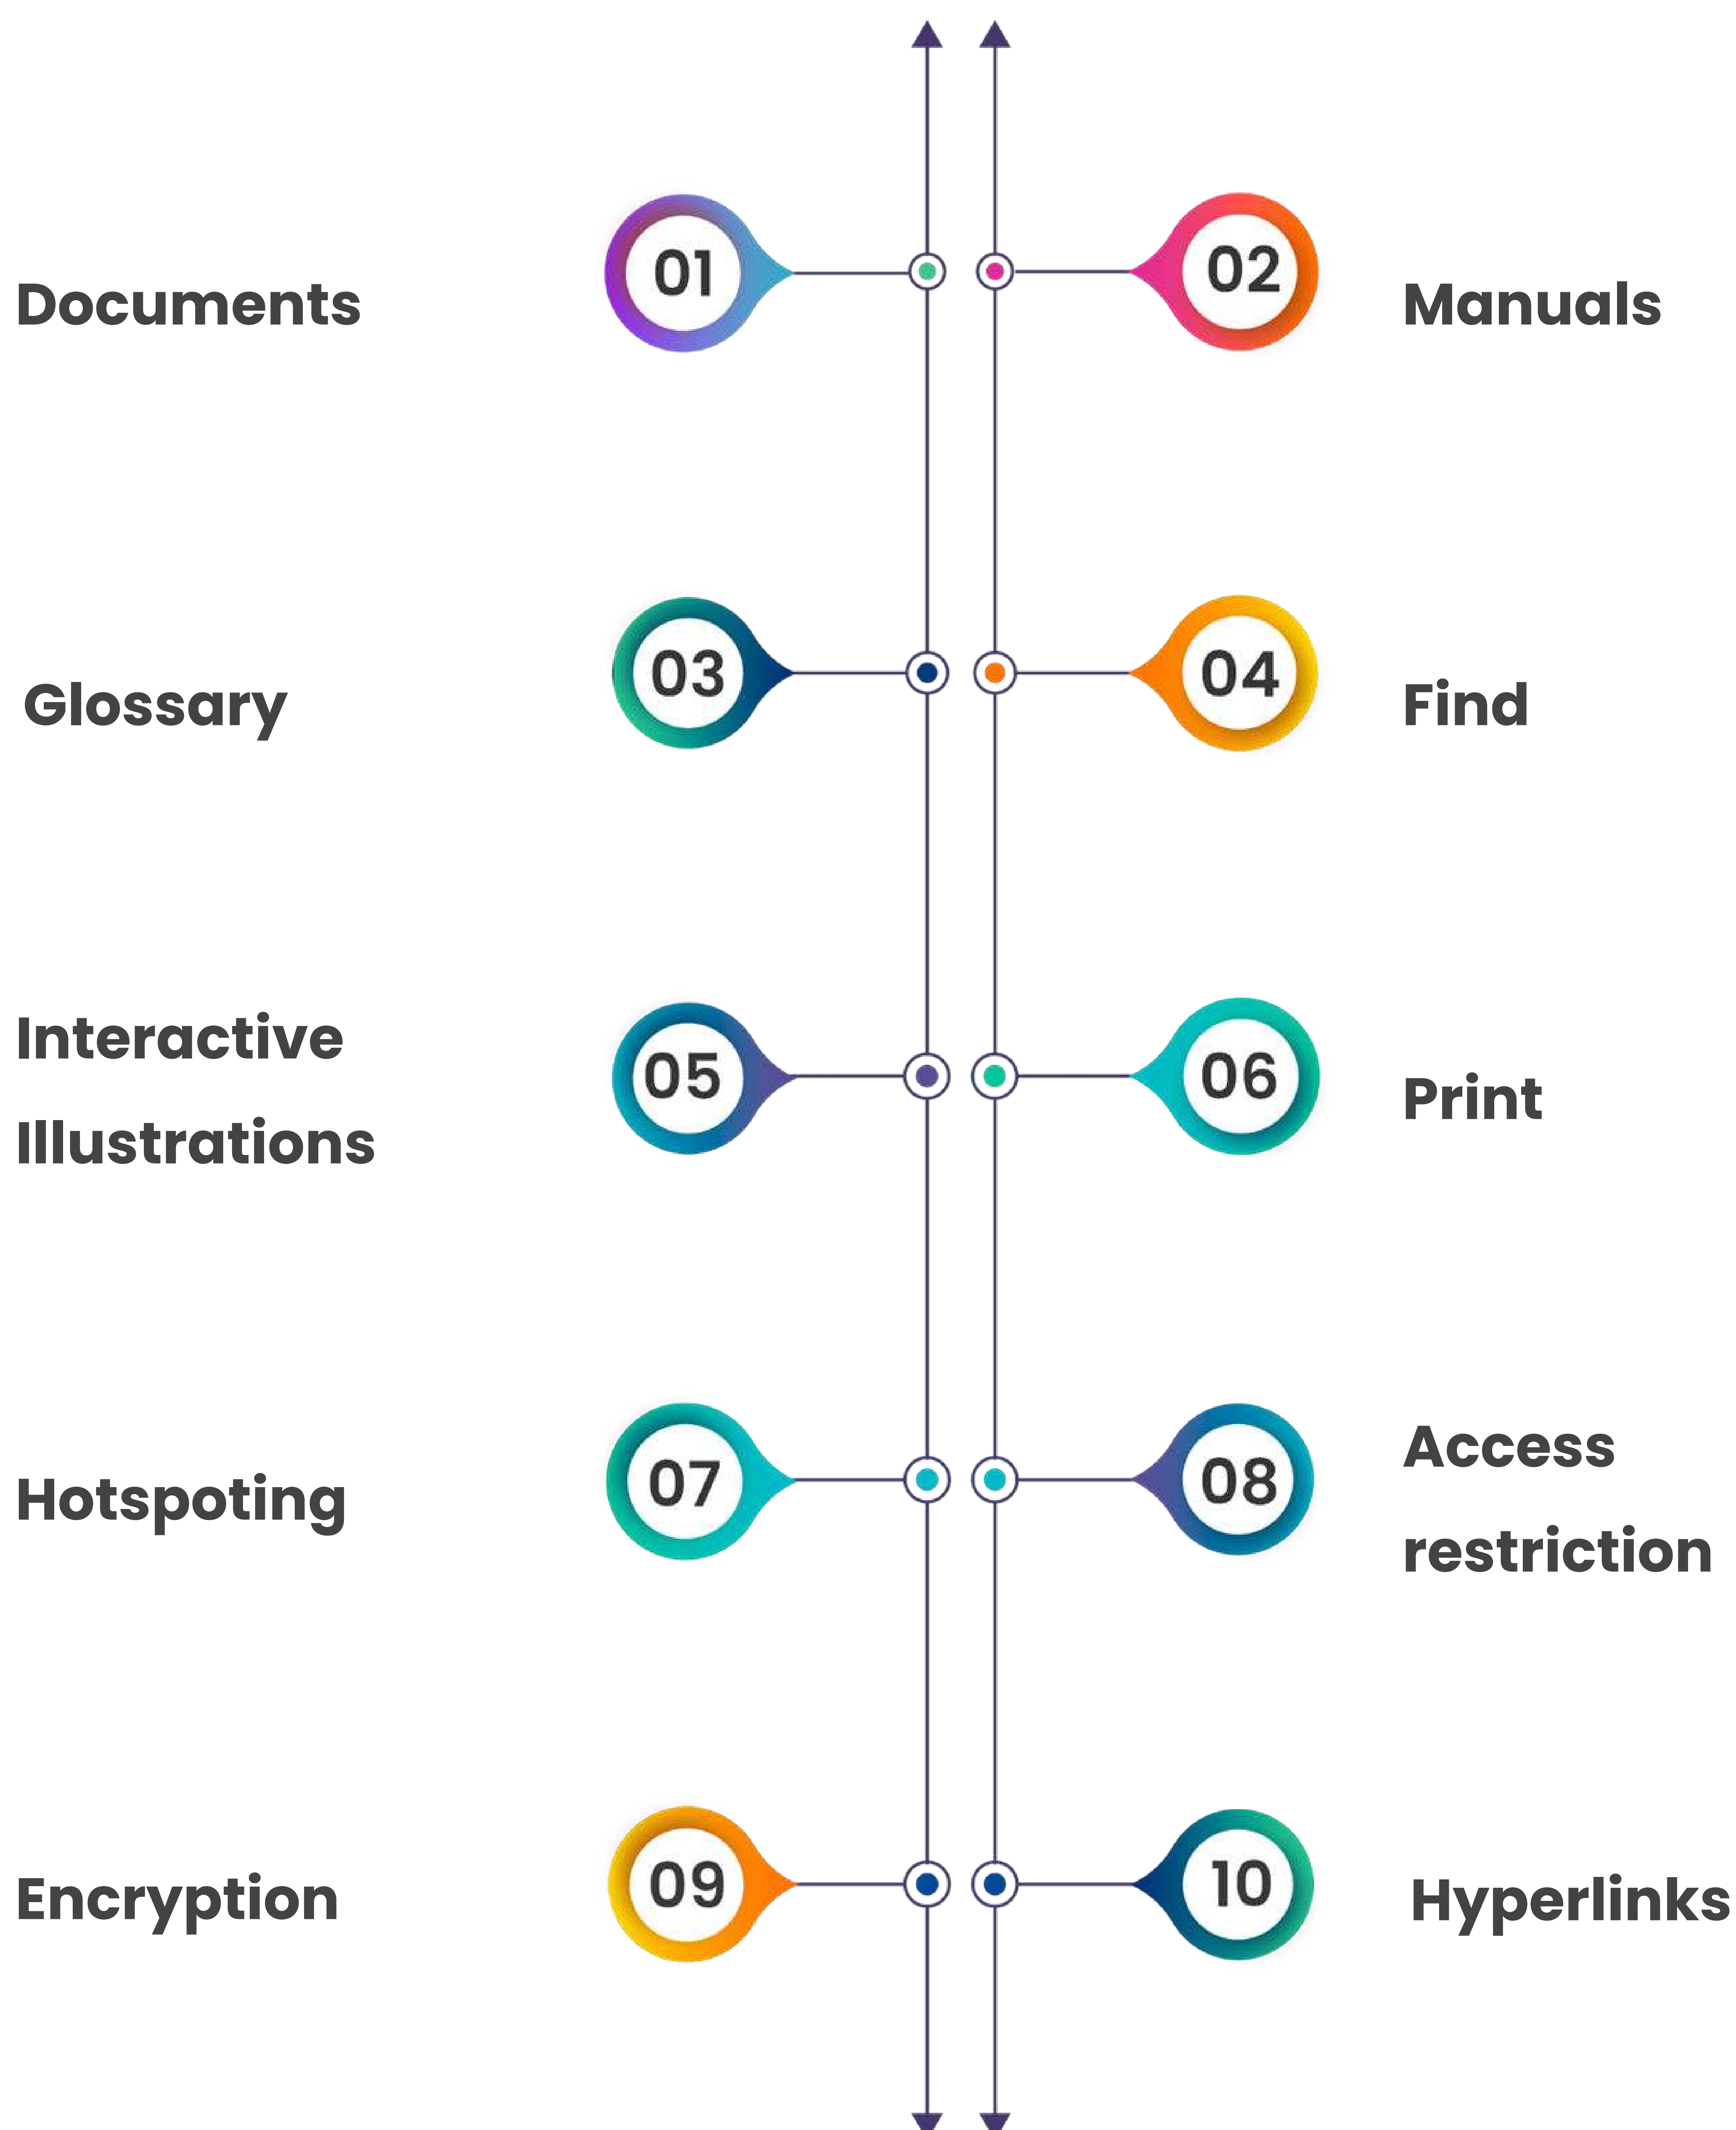 Documents
01
02
Manuals
Glossary
03
04
Find
Interactive
Illustrations
05
06
Print
Hotspoting
07
08
Access
restriction
Encryption
09
10
Hyperlinks